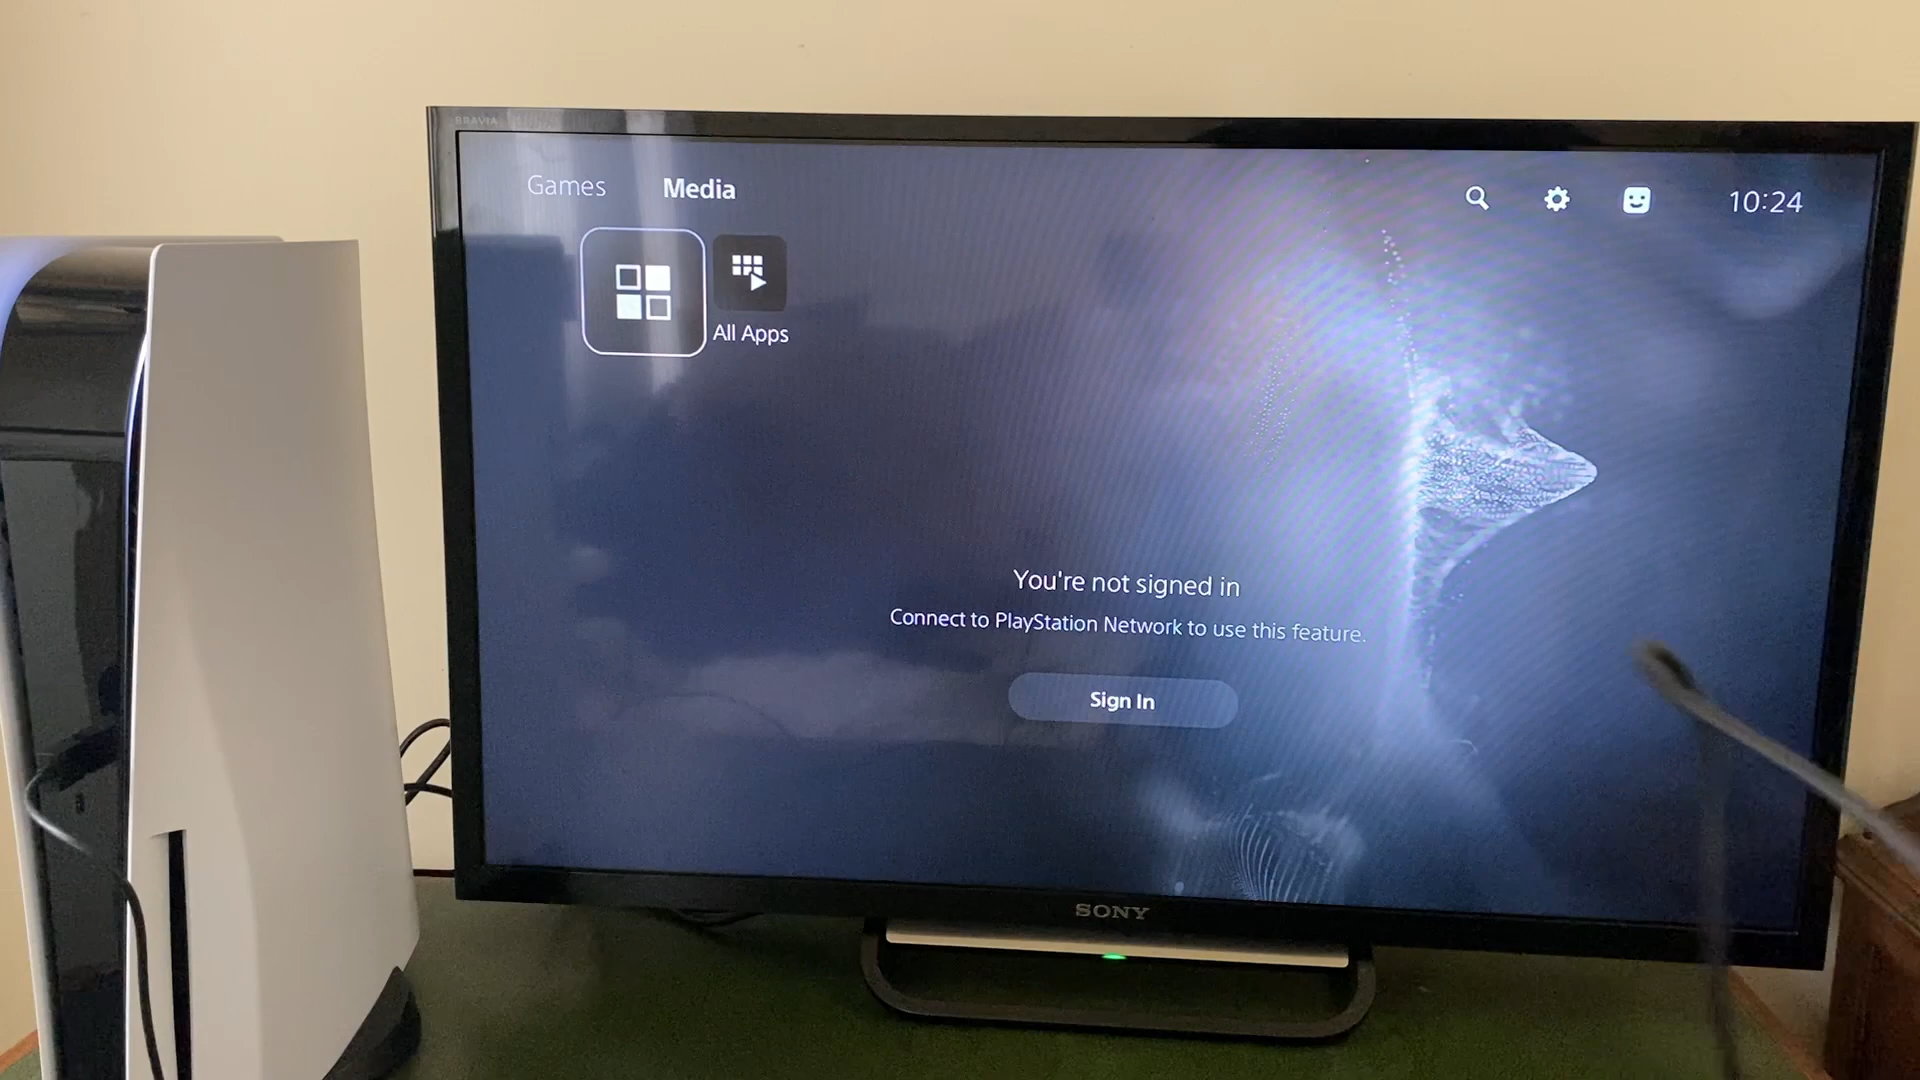 BRAVIA
Games Media 10:24
All Apps
You're not signed in
Connect to PlayStation Network to use this feature.
Sign In
SONY